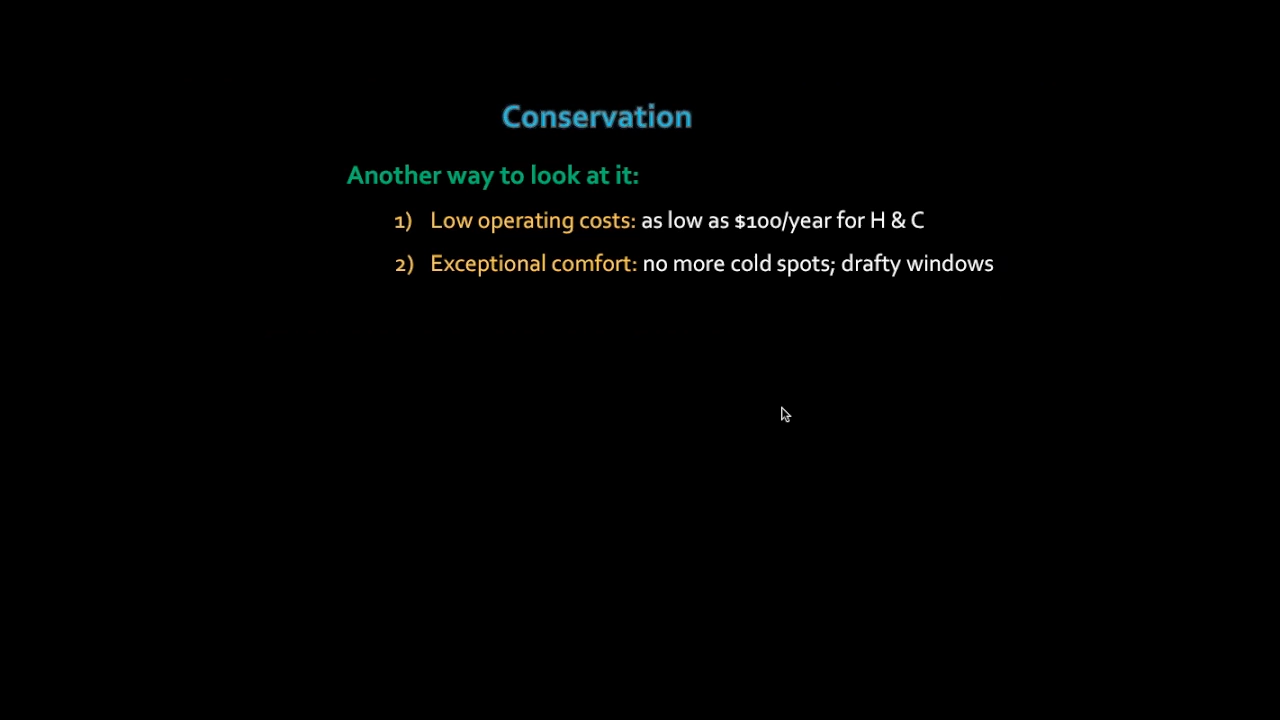 Conservation
Another way to look at it:
1) Low operating costs: as low as $100/year for H & C
2) Exceptional comfort: no more cold spots; drafty windows